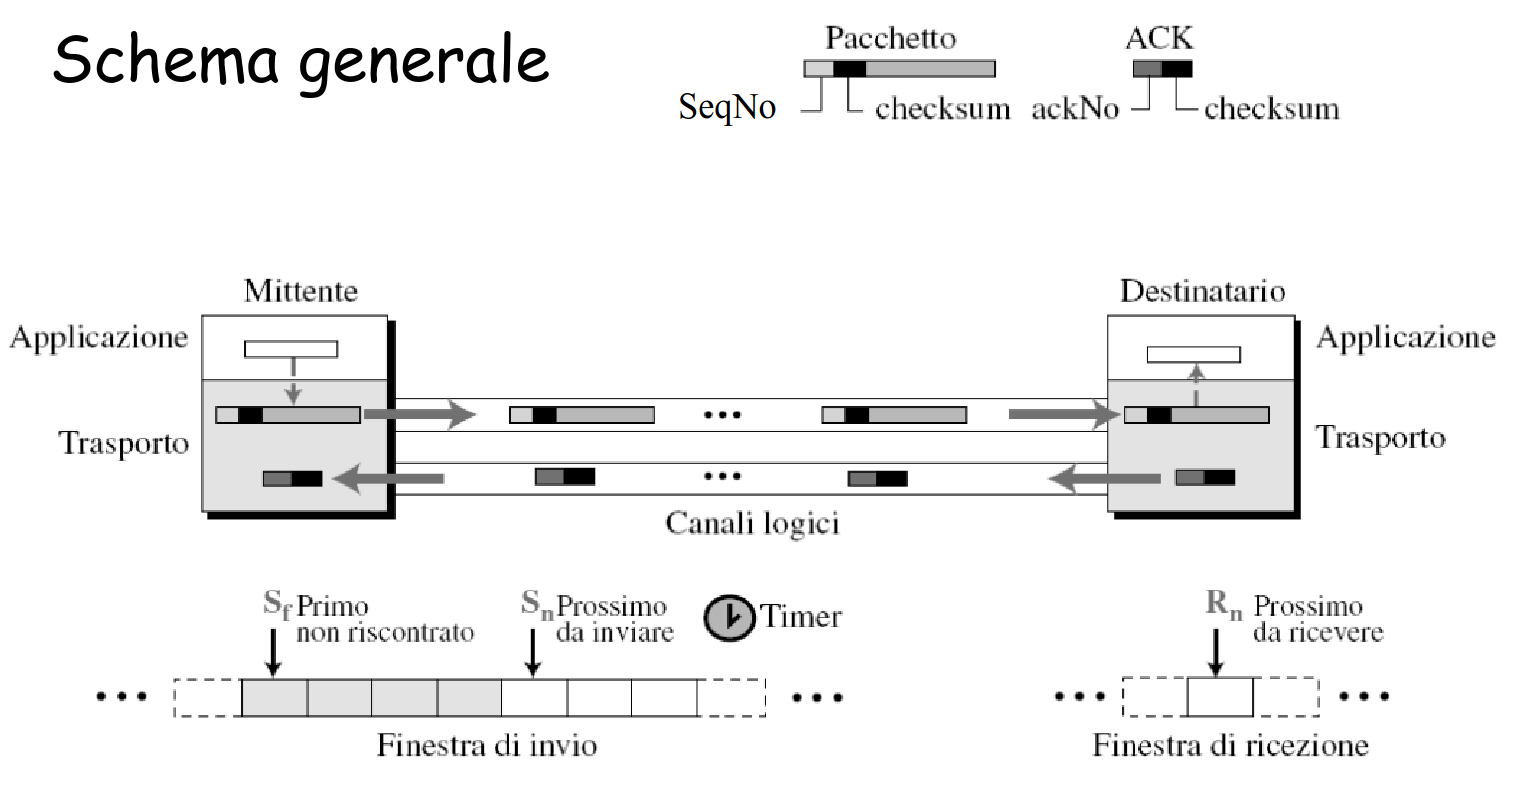 Schema generale
Pacchetto
ACK
SeqNo
checksum
ackNo
checksum
Mittente
Destinatario
Applicazione
Applicazione
Trasporto
Trasporto
...
...
Canali logici
Sf Primo
non riscontrato
Sn Prossimo
da inviare
Timer
Rn Prossimo
da ricevere
...
...
...
...
Finestra di invio
Finestra di ricezione